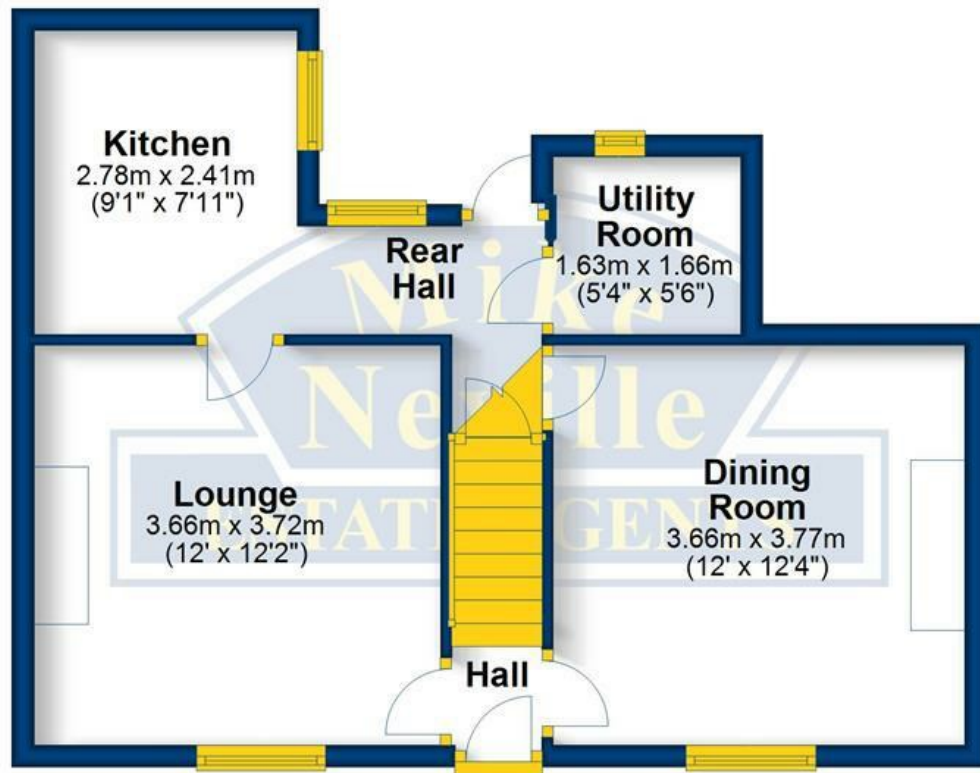 Kitchen
2.78m x 2.41m
(9'1" x 7'11")
Utility
Room
1.63m x 1.66m
(5'4" x 5'6")
Rear
Hall
Mike
Neville
ESTATE AGENTS
Lounge
3.66m x 3.72m
(12' x 12'2")
Dining
Room
3.66m x 3.77m
(12' x 12'4")
Hall